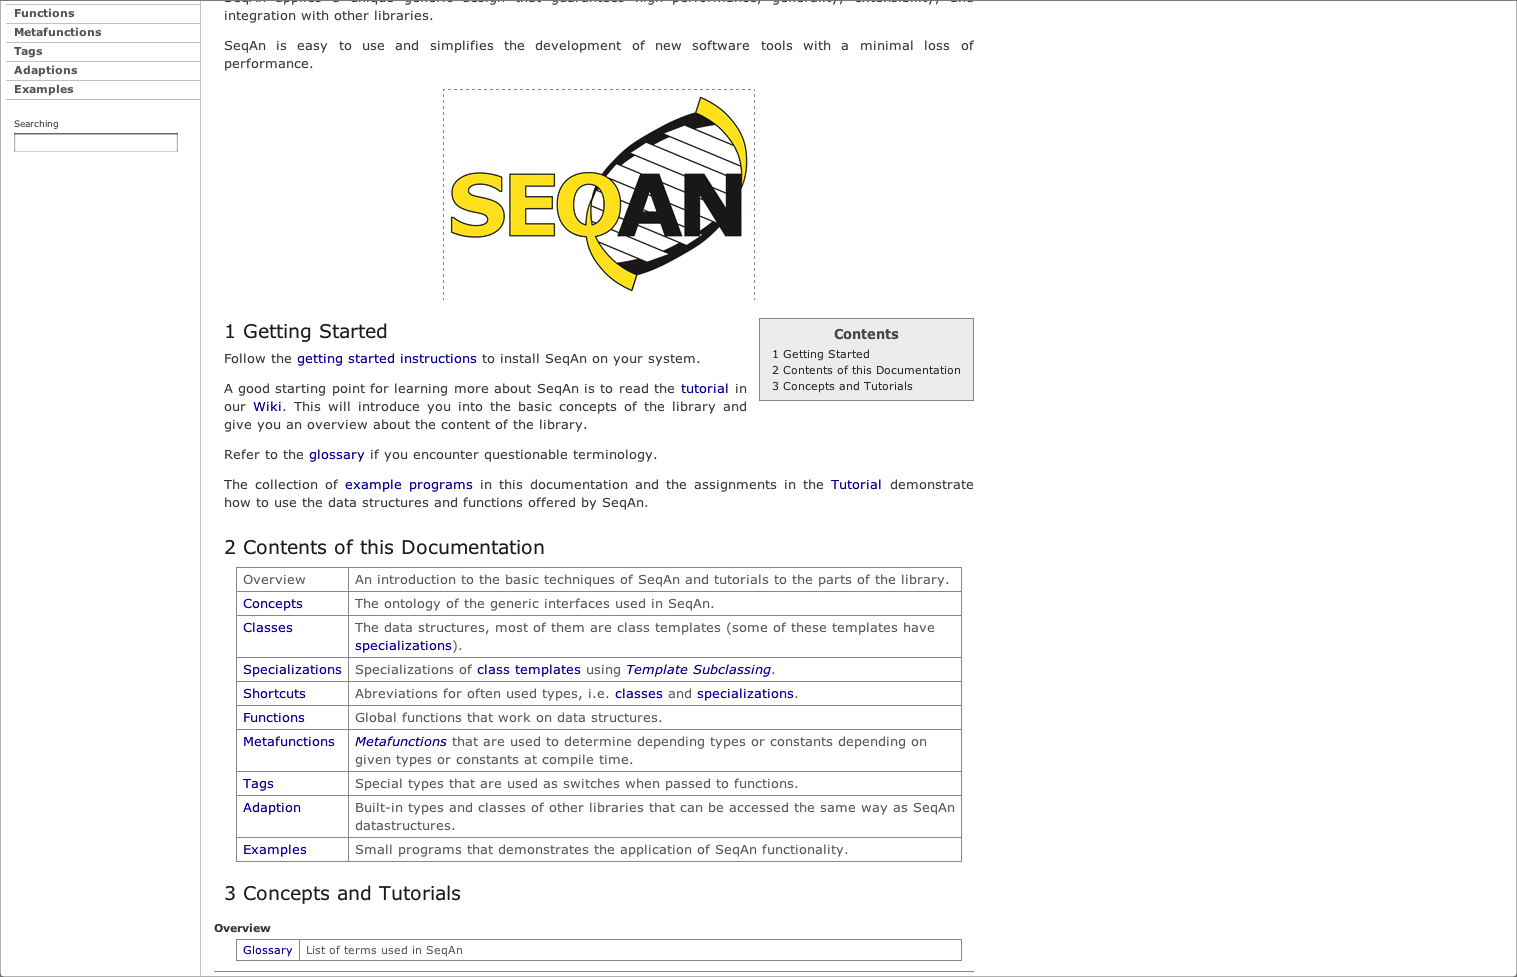 Functions
Metafunctions
Tags
Adaptions
Examples
Searching
SeqAn applies a unique generic design that guarantees high performance, generality, extensibility, and
integration with other libraries.
SeqAn is easy to use and simplifies the development of new software tools with a minimal loss of
performance.
SEQAN
1 Getting Started
Follow the getting started instructions to install SeqAn on your system.
A good starting point for learning more about SeqAn is to read the tutorial in
our Wiki. This will introduce you into the basic concepts of the library and
give you an overview about the content of the library.
Refer to the glossary if you encounter questionable terminology.
The collection of example programs in this documentation and the assignments in the Tutorial demonstrate
how to use the data structures and functions offered by SeqAn.
Contents
1 Getting Started
2 Contents of this Documentation
3 Concepts and Tutorials
2 Contents of this Documentation
Overview An introduction to the basic techniques of SeqAn and tutorials to the parts of the library.
Concepts The ontology of the generic interfaces used in SeqAn.
Classes The data structures, most of them are class templates (some of these templates have
specializations).
Specializations Specializations of class templates using Template Subclassing.
Shortcuts Abreviations for often used types, i.e. classes and specializations.
Functions Global functions that work on data structures.
Metafunctions Metafunctions that are used to determine depending types or constants depending on
given types or constants at compile time.
Tags Special types that are used as switches when passed to functions.
Adaption Built-in types and classes of other libraries that can be accessed the same way as SeqAn
datastructures.
Examples Small programs that demonstrates the application of SeqAn functionality.
3 Concepts and Tutorials
Overview
Glossary List of terms used in SeqAn